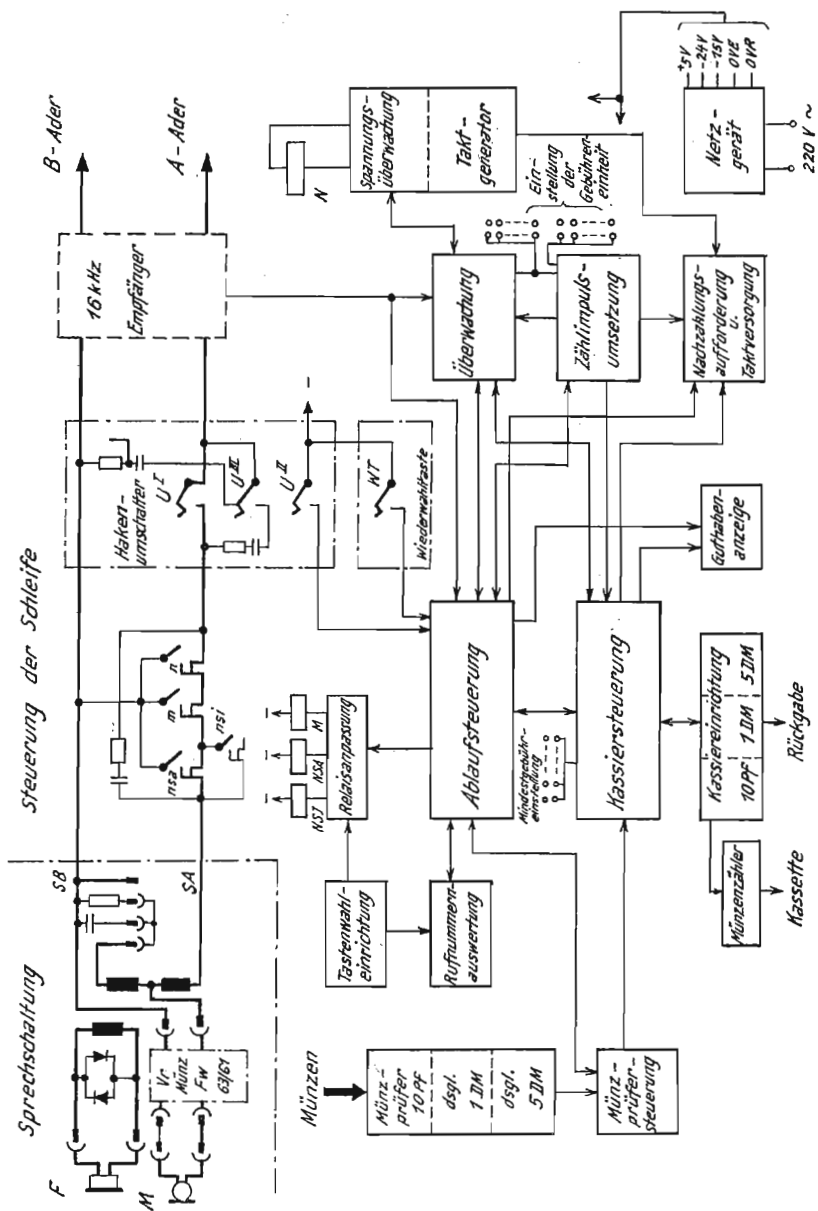 Sprechschaltung
Steuerung der Schleife
F
M
Vr
Münz
Fw
63/61
SB
SA
nsa
m
n
nsi
Haken-
umschalter
U I
U III
U II
WT
Wiederwahltaste
16 kHz
Empfänger
B - Ader
A - Ader
Münzen
Münz-
prüfer
10 Pf
dsgl.
1 DM
dsgl.
5 DM
Münz-
prüfer-
steuerung
Tastenwahl-
einrichtung
Rufnummern-
auswertung
NSI
NSA
M
Relaisanpassung
Ablaufsteuerung
Mindestgebühr-
einstellung
Kassiersteuerung
Kassiereinrichtung
10Pf
1 DM
5 DM
Münzenzähler
Kassette
Rückgabe
Guthaben-
anzeige
Überwachung
Zählimpuls-
umsetzung
Nachzahlungs-
aufforderung
u.
Taktversorgung
Ein-
stellung
der
Gebühren-
einheit
N
Spannungs-
überwachung
Takt-
generator
+5V
-24V
-15V
0VE
0VR
Netz-
gerät
220 V ~